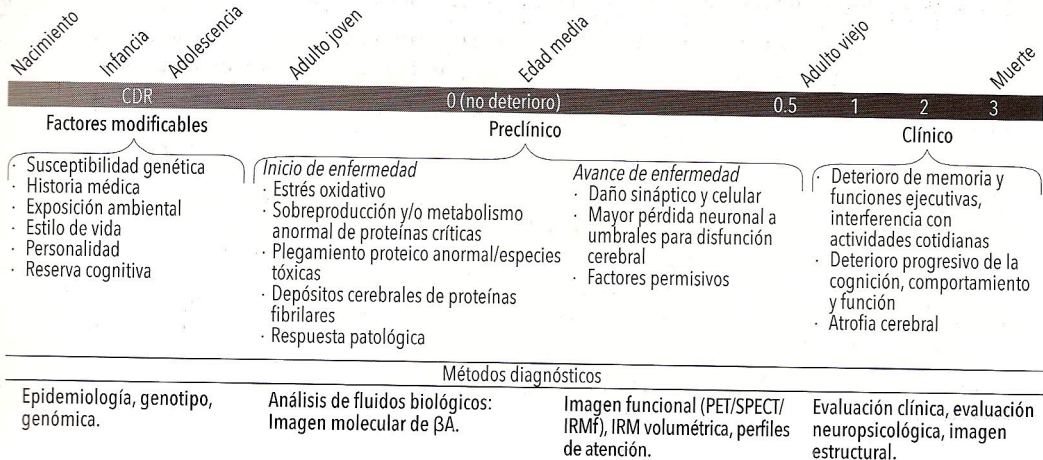 Nacimiento
Infancia
Adolescencia
Adulto joven
Edad media
Adulto viejo
Muerte
CDR 0 (no deterioro) 0.5 1 2 3
Factores modificables
· Susceptibilidad genética
· Historia médica
· Exposición ambiental
· Estilo de vida
· Personalidad
· Reserva cognitiva
Preclínico
Inicio de enfermedad
· Estrés oxidativo
· Sobreproducción y/o metabolismo
anormal de proteínas críticas
· Plegamiento proteico anormal/especies
tóxicas
· Depósitos cerebrales de proteínas
fibrilares
· Respuesta patológica
Avance de enfermedad
· Daño sináptico y celular
· Mayor pérdida neuronal a
umbrales para disfunción
cerebral
· Factores permisivos
Clínico
· Deterioro de memoria y
funciones ejecutivas,
interferencia con
actividades cotidianas
· Deterioro progresivo de la
cognición, comportamiento
y función
· Atrofia cerebral
Métodos diagnósticos
Epidemiología, genotipo,
genómica.
Análisis de fluidos biológicos:
Imagen molecular de βA.
Imagen funcional (PET/SPECT/
IRMf), IRM volumétrica, perfiles
de atención.
Evaluación clínica, evaluación
neuropsicológica, imagen
estructural.